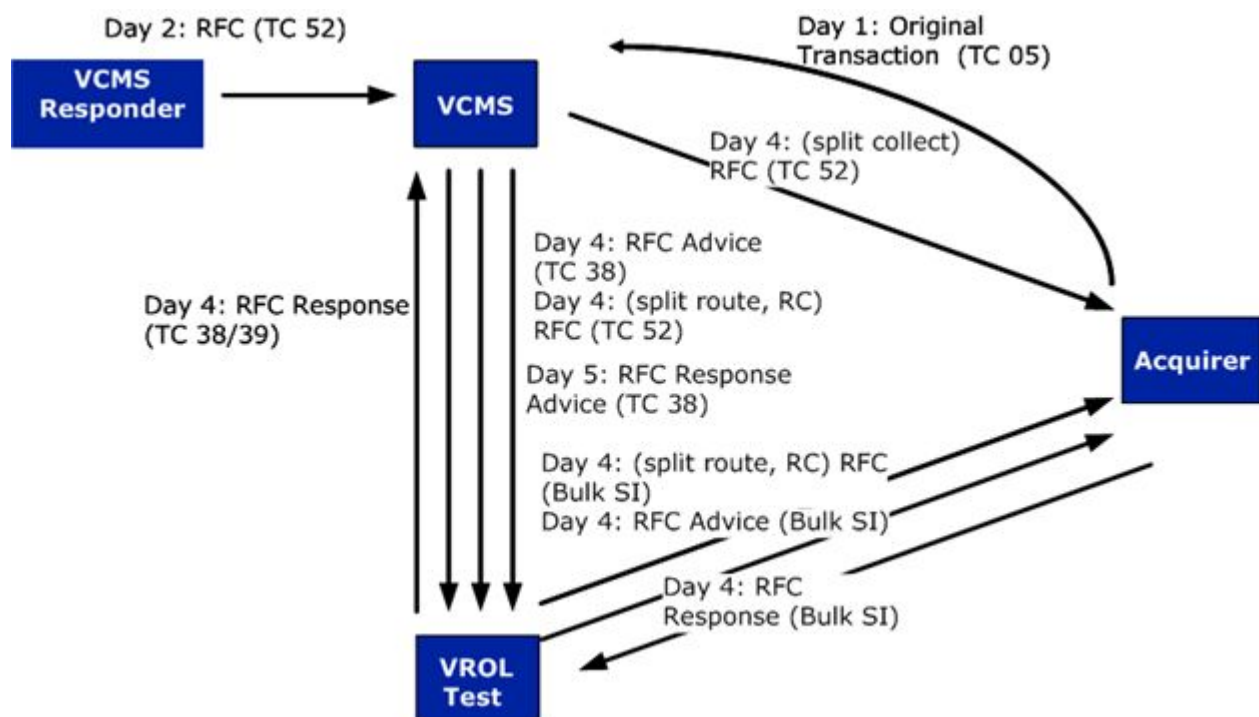 Day 2: RFC (TC 52)
Day 1: Original
Transaction (TC 05)
VCMS
Responder
VCMS
Day 4: (split collect)
RFC (TC 52)
Day 4: RFC Advice
(TC 38)
Day 4: (split route, RC)
RFC (TC 52)
Day 4: RFC Response
(TC 38/39)
Day 5: RFC Response
Advice (TC 38)
Acquirer
Day 4: (split route, RC) RFC
(Bulk SI)
Day 4: RFC Advice (Bulk SI)
Day 4: RFC
Response (Bulk SI)
VROL
Test